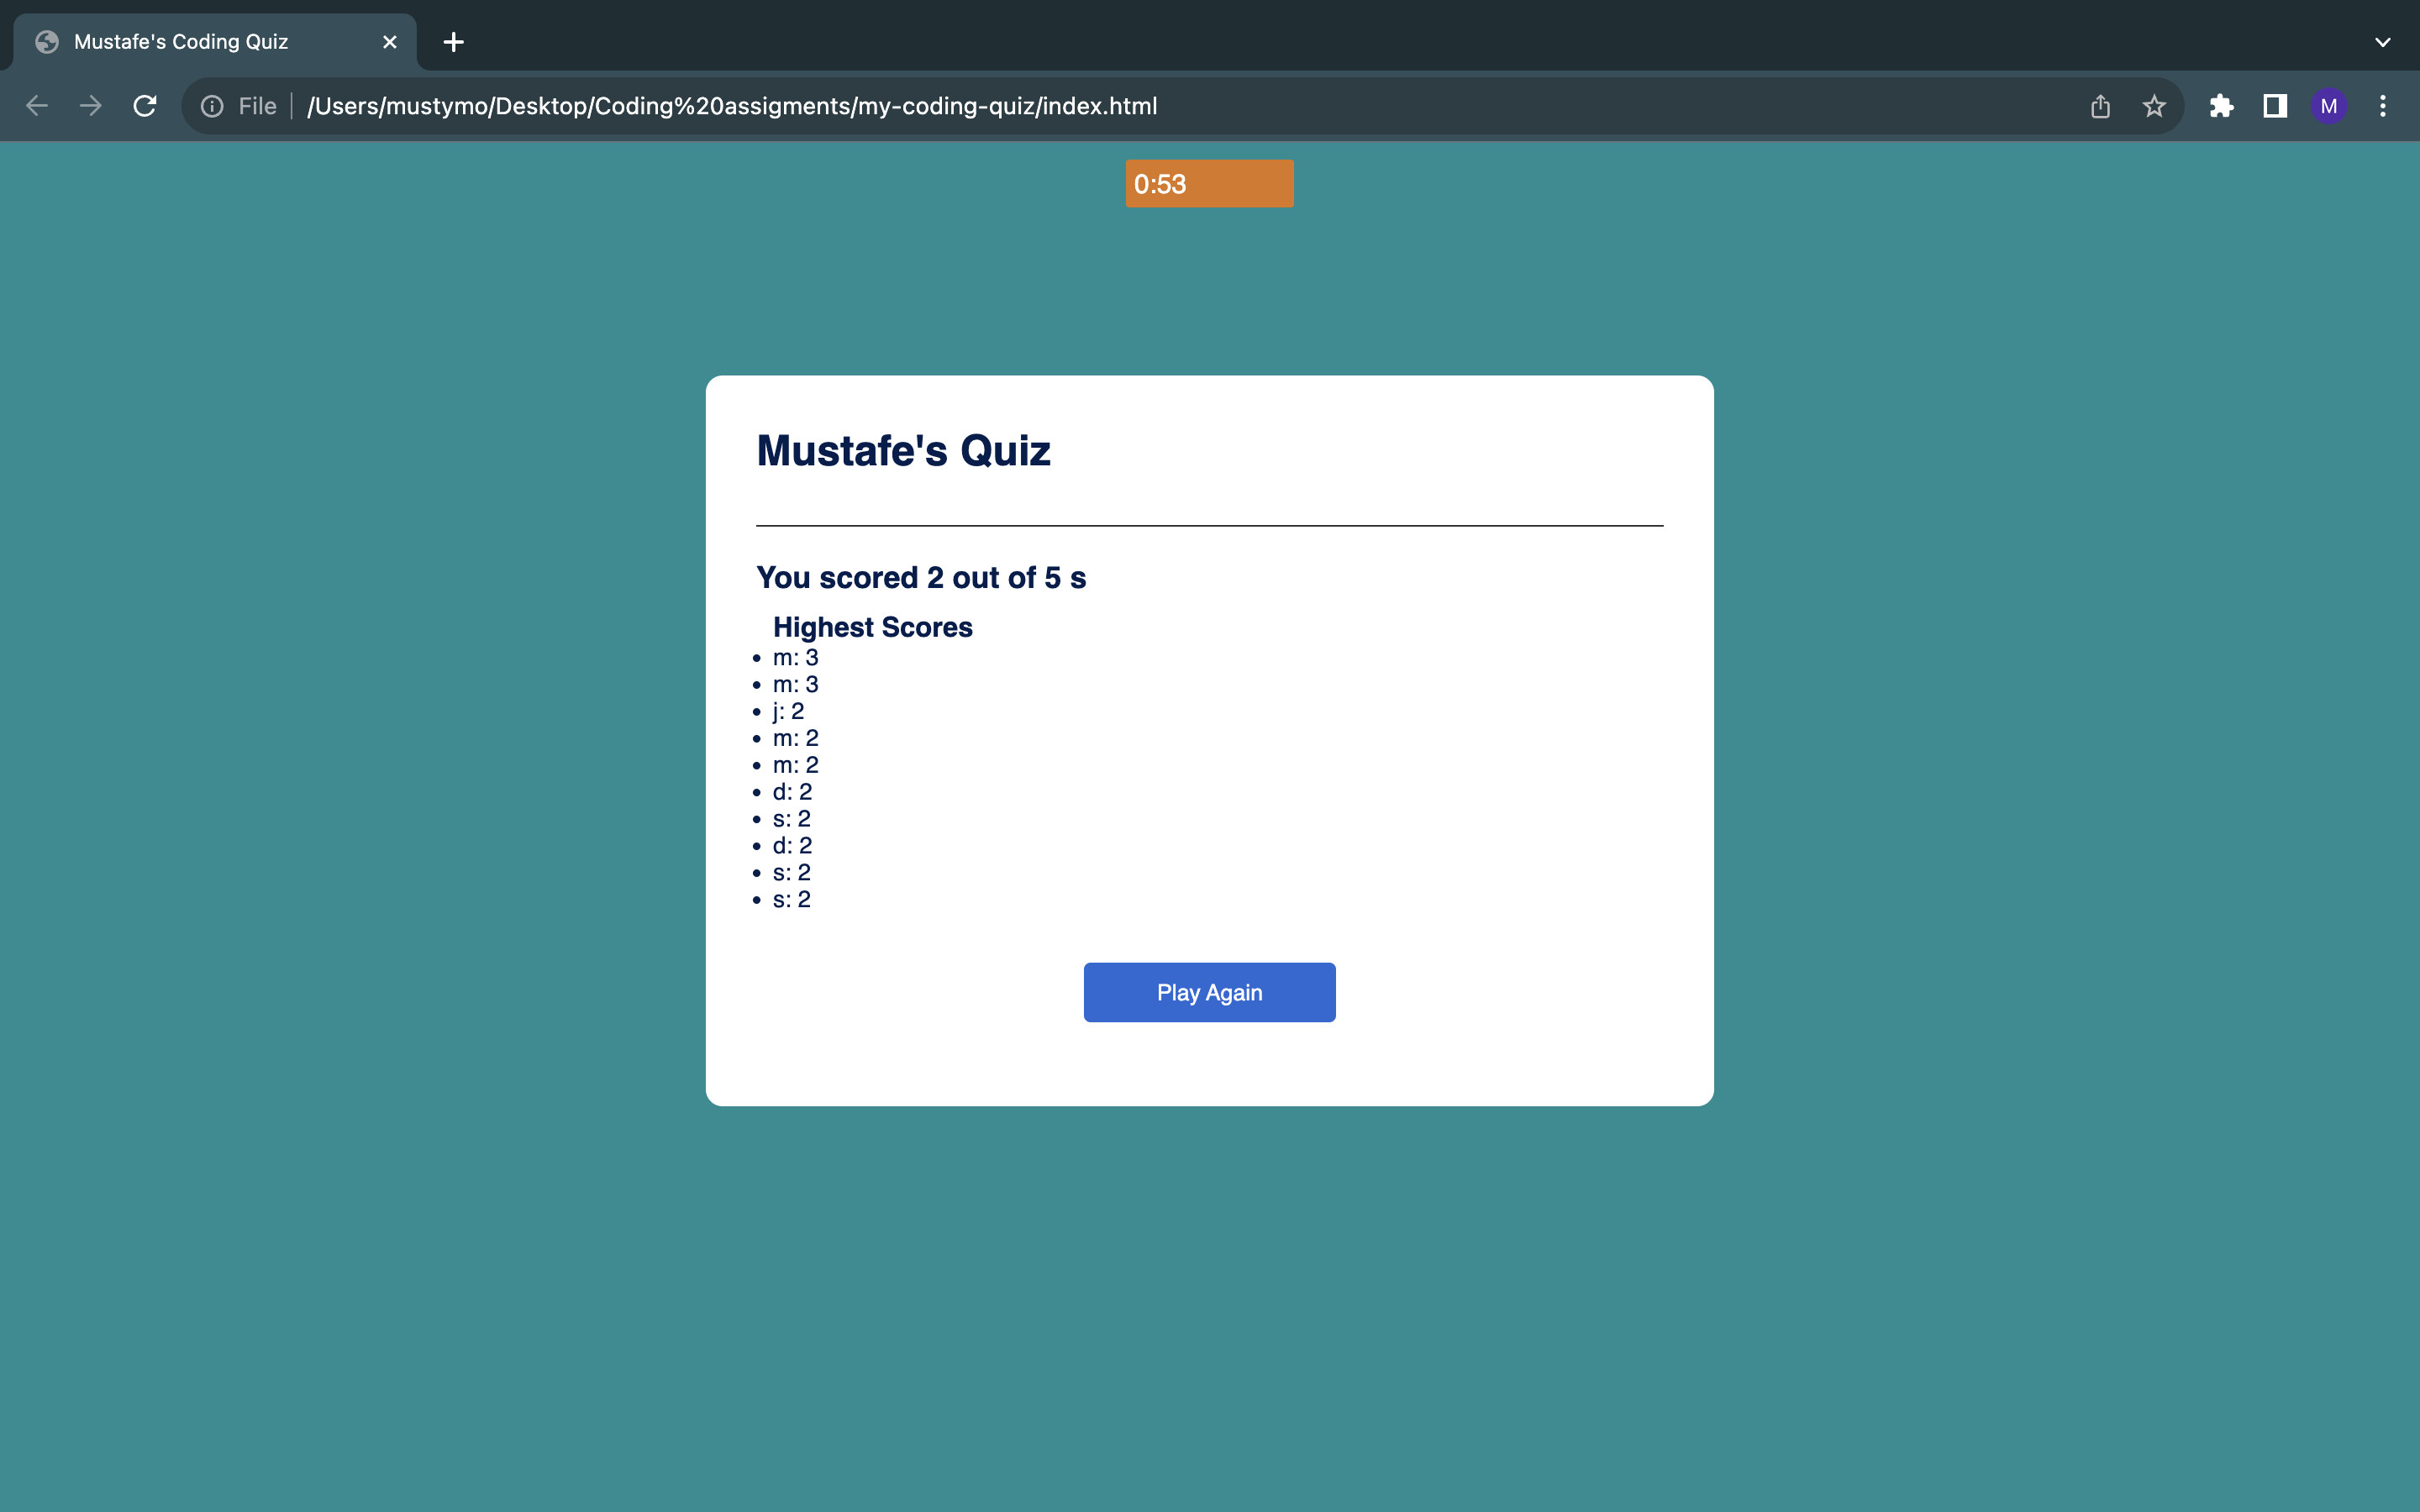 Mustafe's Coding Quiz
File /Users/mustymo/Desktop/Coding%20assigments/my-coding-quiz/index.html
M
0:53
Mustafe's Quiz
You scored 2 out of 5 s
Highest Scores
m: 3
m: 3
j: 2
m: 2
m: 2
d: 2
s: 2
d: 2
s: 2
s: 2
Play Again